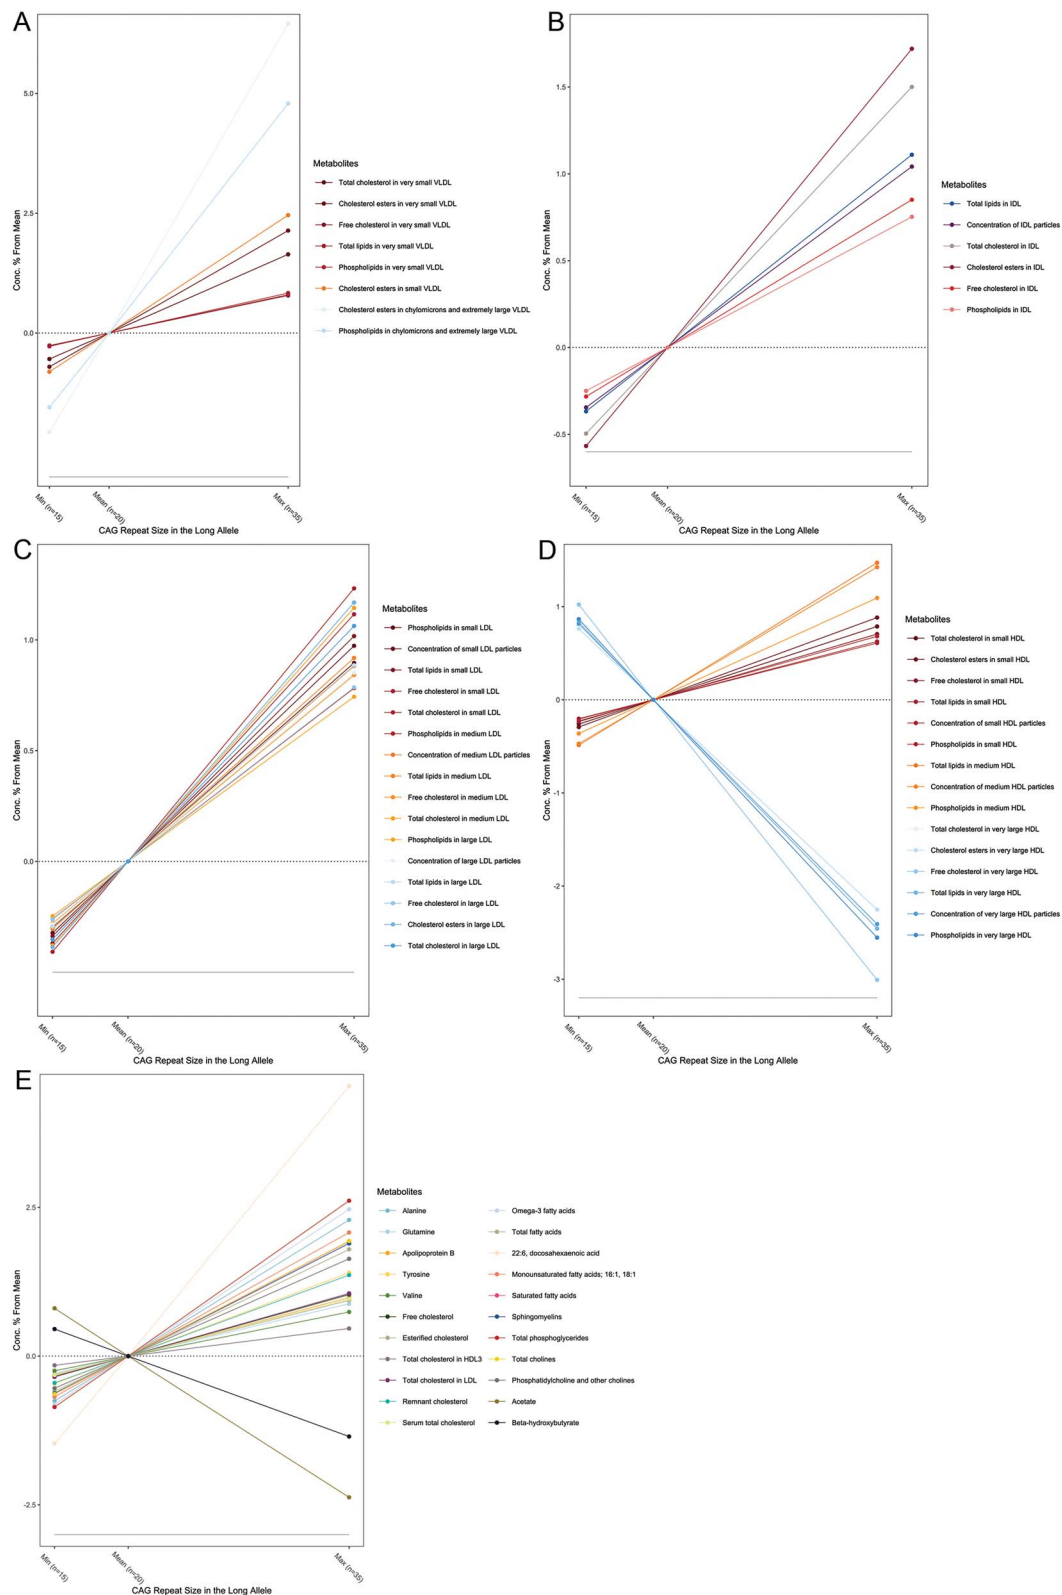 A
Conc. % From Mean
5.0
2.5
0.0
Min (n=15)
Mean (n=20)
Max (n=35)
CAG Repeat Size in the Long Allele
Metabolites
Total cholesterol in very small VLDL
Cholesterol esters in very small VLDL
Free cholesterol in very small VLDL
Total lipids in very small VLDL
Phospholipids in very small VLDL
Cholesterol esters in small VLDL
Cholesterol esters in chylomicrons and extremely large VLDL
Phospholipids in chylomicrons and extremely large VLDL
B
Conc. % From Mean
1.5
1.0
0.5
0.0
-0.5
Min (n=15)
Mean (n=20)
Max (n=35)
CAG Repeat Size in the Long Allele
Metabolites
Total lipids in IDL
Concentration of IDL particles
Total cholesterol in IDL
Cholesterol esters in IDL
Free cholesterol in IDL
Phospholipids in IDL
C
Conc. % From Mean
1.0
0.5
0.0
Min (n=15)
Mean (n=20)
Max (n=35)
CAG Repeat Size in the Long Allele
Metabolites
Phospholipids in small LDL
Concentration of small LDL particles
Total lipids in small LDL
Free cholesterol in small LDL
Total cholesterol in small LDL
Phospholipids in medium LDL
Concentration of medium LDL particles
Total lipids in medium LDL
Free cholesterol in medium LDL
Total cholesterol in medium LDL
Phospholipids in large LDL
Concentration of large LDL particles
Total lipids in large LDL
Free cholesterol in large LDL
Cholesterol esters in large LDL
Total cholesterol in large LDL
D
Conc. % From Mean
1
0
-1
-2
-3
Min (n=15)
Mean (n=20)
Max (n=35)
CAG Repeat Size in the Long Allele
Metabolites
Total cholesterol in small HDL
Cholesterol esters in small HDL
Free cholesterol in small HDL
Total lipids in small HDL
Concentration of small HDL particles
Phospholipids in small HDL
Total lipids in medium HDL
Concentration of medium HDL particles
Phospholipids in medium HDL
Total cholesterol in very large HDL
Cholesterol esters in very large HDL
Free cholesterol in very large HDL
Total lipids in very large HDL
Concentration of very large HDL particles
Phospholipids in very large HDL
E
Conc. % From Mean
2.5
0.0
-2.5
Min (n=15)
Mean (n=20)
Max (n=35)
CAG Repeat Size in the Long Allele
Metabolites
Alanine
Glutamine
Apolipoprotein B
Tyrosine
Valine
Free cholesterol
Esterified cholesterol
Total cholesterol in HDL3
Total cholesterol in LDL
Remnant cholesterol
Serum total cholesterol
Omega-3 fatty acids
Total fatty acids
22:6, docosahexaenoic acid
Monounsaturated fatty acids; 16:1, 18:1
Saturated fatty acids
Sphingomyelins
Total phosphoglycerides
Total cholines
Phosphatidylcholine and other cholines
Acetate
Beta-hydroxybutyrate